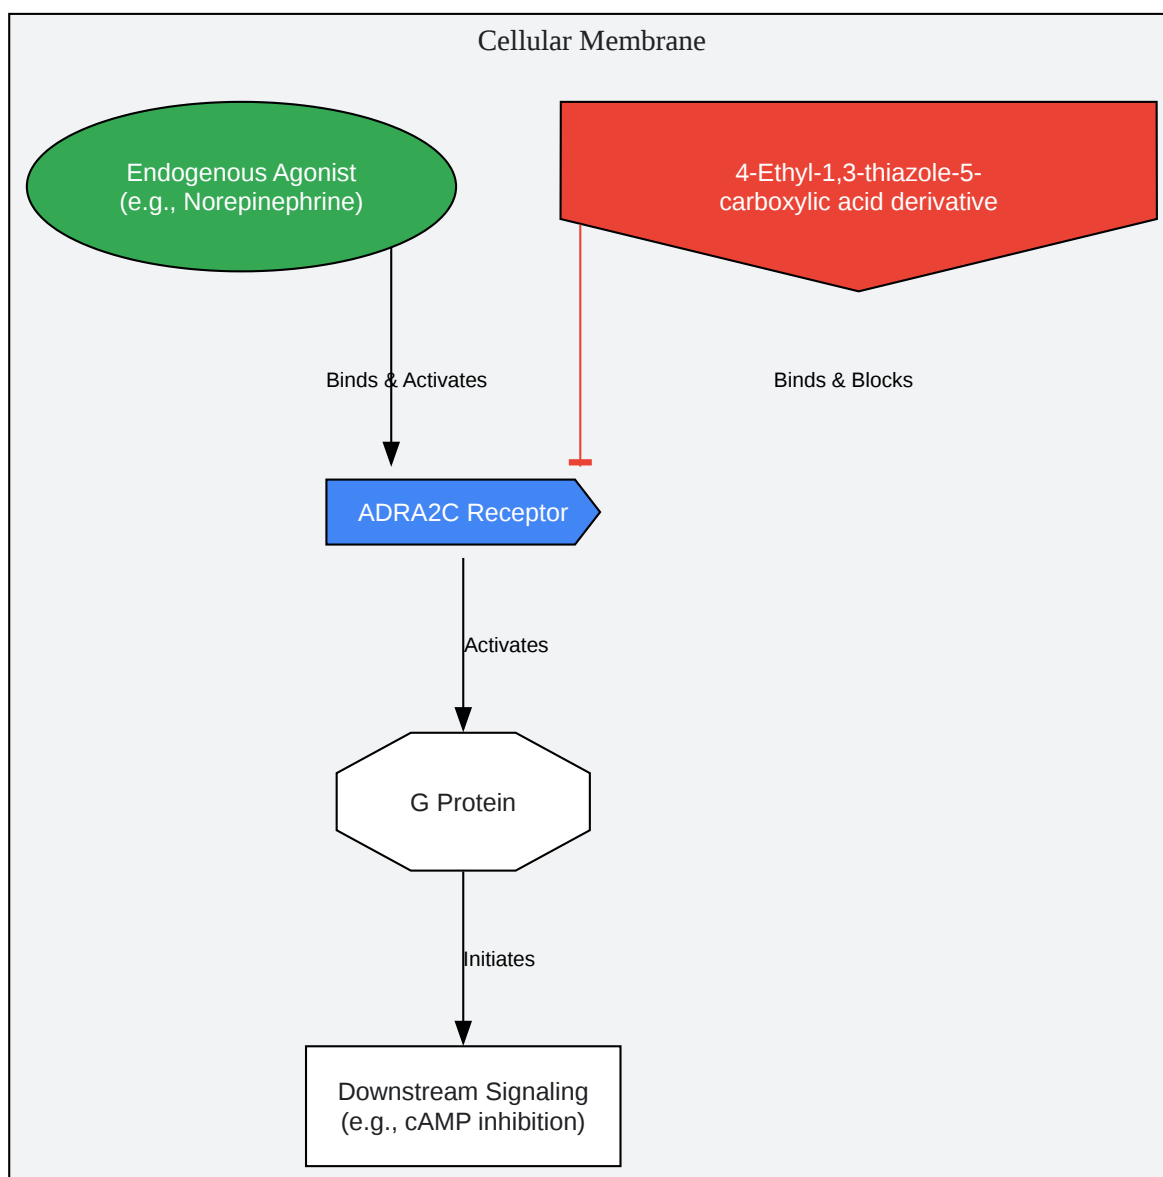 Cellular Membrane
Endogenous Agonist
(e.g., Norepinephrine)
4-Ethyl-1,3-thiazole-5-
carboxylic acid derivative
Binds & Activates
Binds & Blocks
ADRA2C Receptor
Activates
G Protein
Initiates
Downstream Signaling
(e.g., cAMP inhibition)